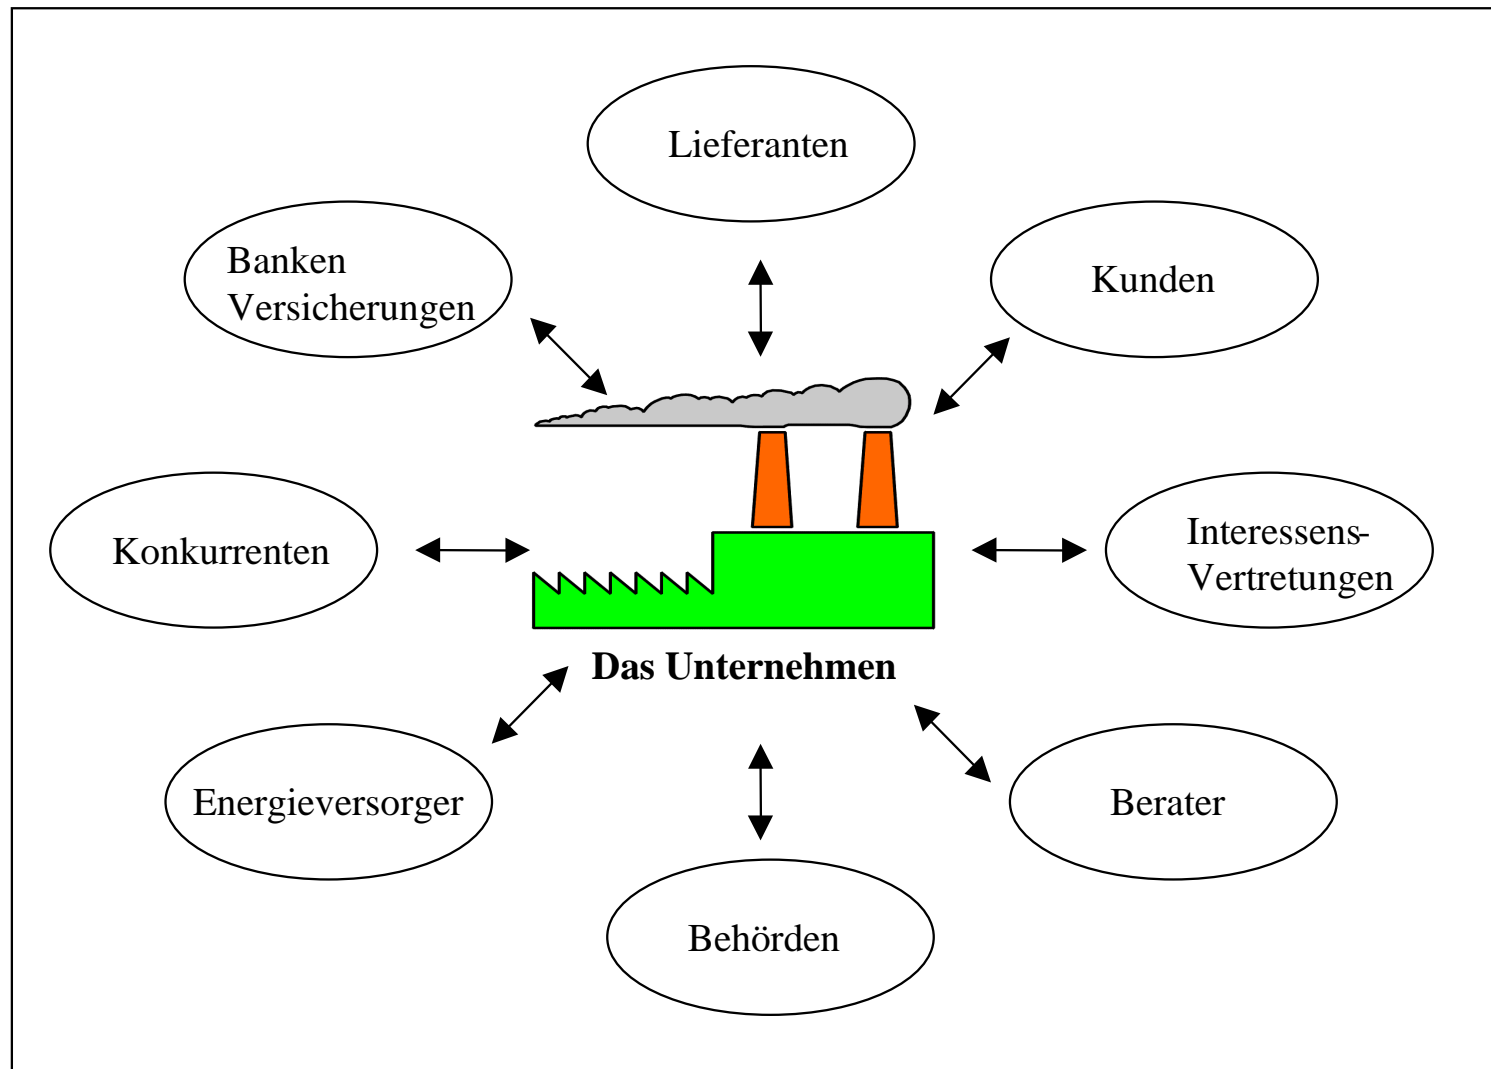 Lieferanten
Banken
Versicherungen
Kunden
Konkurrenten
Interessens-
Vertretungen
Das Unternehmen
Energieversorger
Berater
Behörden